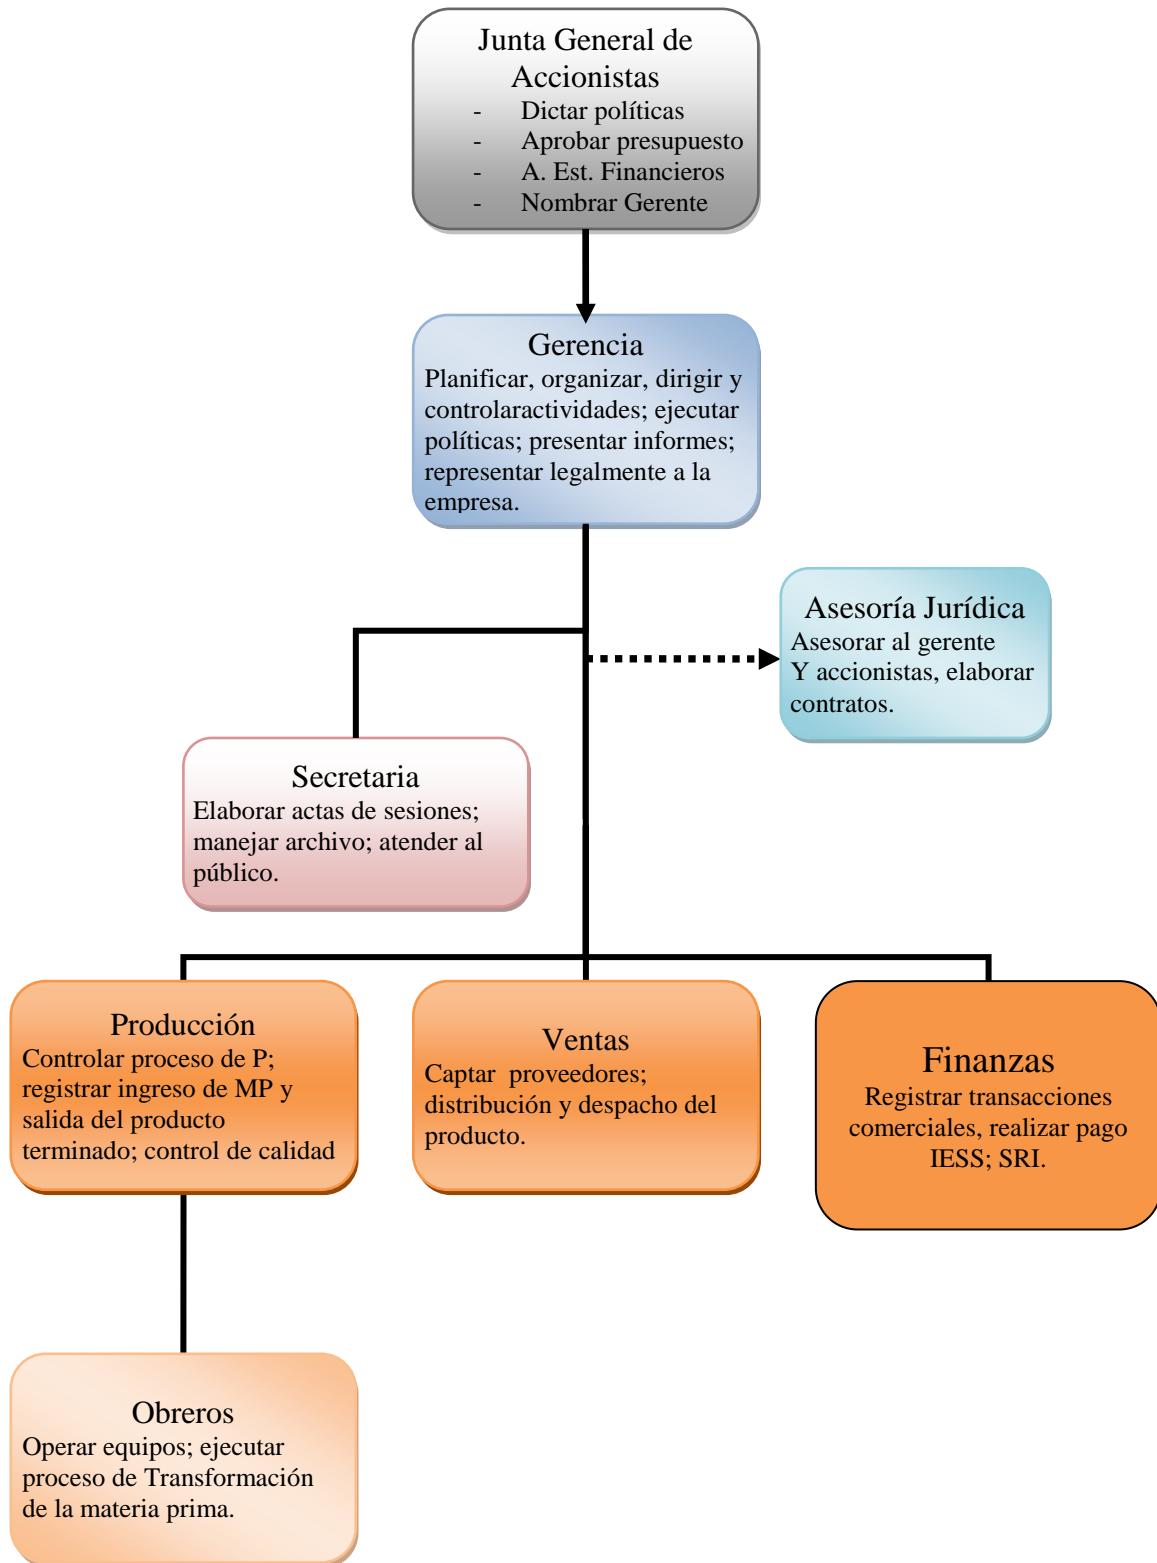 Junta General de
Accionistas
- Dictar políticas
- Aprobar presupuesto
- A. Est. Financieros
- Nombrar Gerente
Gerencia
Planificar, organizar, dirigir y
controlaractividades; ejecutar
políticas; presentar informes;
representar legalmente a la
empresa.
Asesoría Jurídica
Asesorar al gerente
Y accionistas, elaborar
contratos.
Secretaria
Elaborar actas de sesiones;
manejar archivo; atender al
público.
Producción
Controlar proceso de P;
registrar ingreso de MP y
salida del producto
terminado; control de calidad
Ventas
Captar proveedores;
distribución y despacho del
producto.
Finanzas
Registrar transacciones
comerciales, realizar pago
IESS; SRI.
Obreros
Operar equipos; ejecutar
proceso de Transformación
de la materia prima.